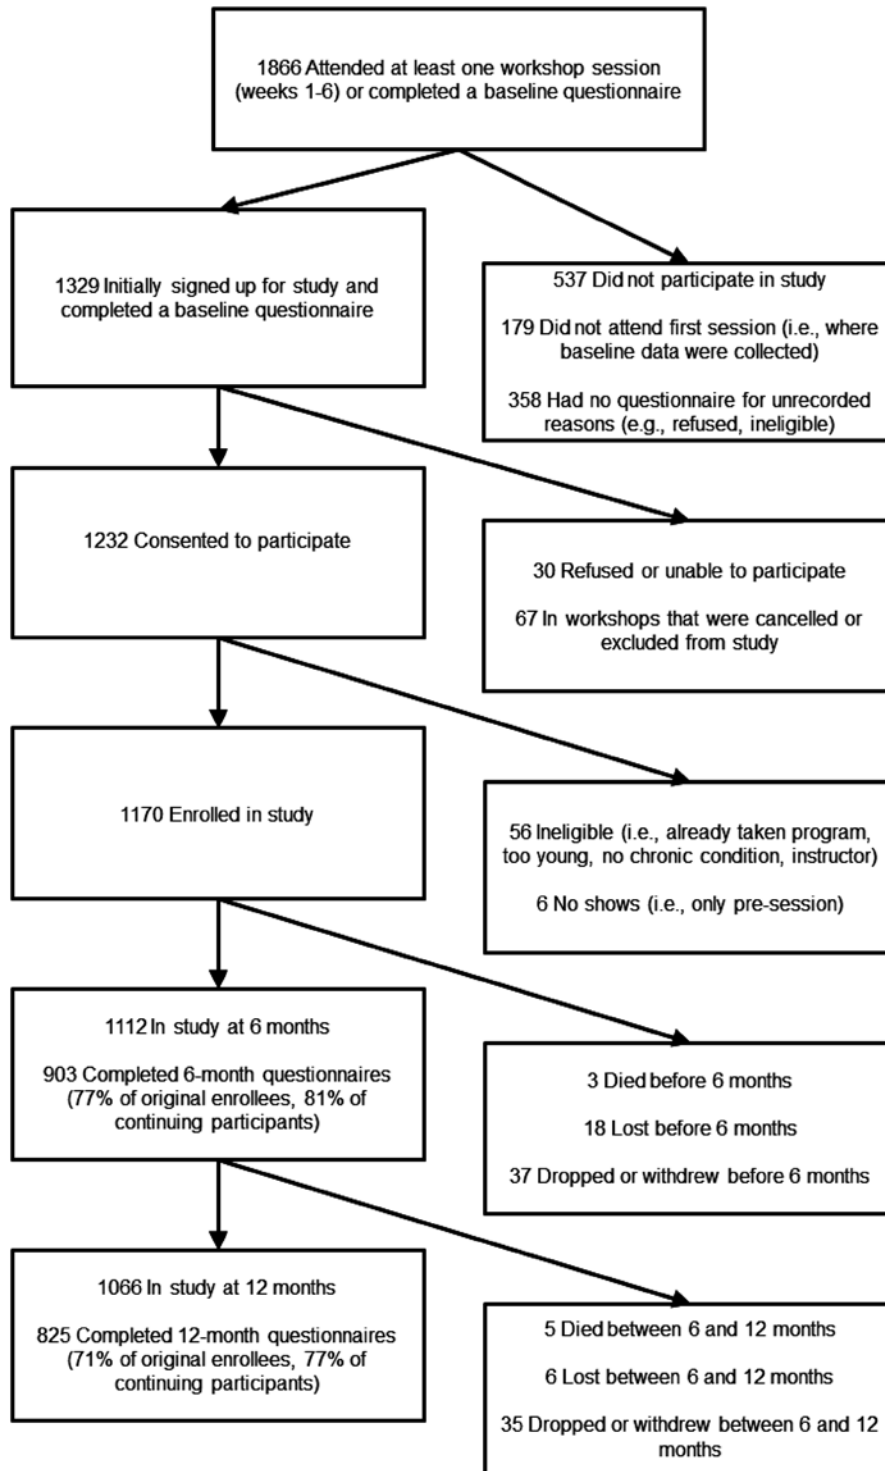 1866 Attended at least one workshop session
(weeks 1-6) or completed a baseline questionnaire
1329 Initially signed up for study and
completed a baseline questionnaire
537 Did not participate in study
179 Did not attend first session (i.e., where
baseline data were collected)
358 Had no questionnaire for unrecorded
reasons (e.g., refused, ineligible)
1232 Consented to participate
30 Refused or unable to participate
67 In workshops that were cancelled or
excluded from study
1170 Enrolled in study
56 Ineligible (i.e., already taken program,
too young, no chronic condition, instructor)
6 No shows (i.e., only pre-session)
1112 In study at 6 months
903 Completed 6-month questionnaires
(77% of original enrollees, 81% of
continuing participants)
3 Died before 6 months
18 Lost before 6 months
37 Dropped or withdrew before 6 months
1066 In study at 12 months
825 Completed 12-month questionnaires
(71% of original enrollees, 77% of
continuing participants)
5 Died between 6 and 12 months
6 Lost between 6 and 12 months
35 Dropped or withdrew between 6 and 12
months